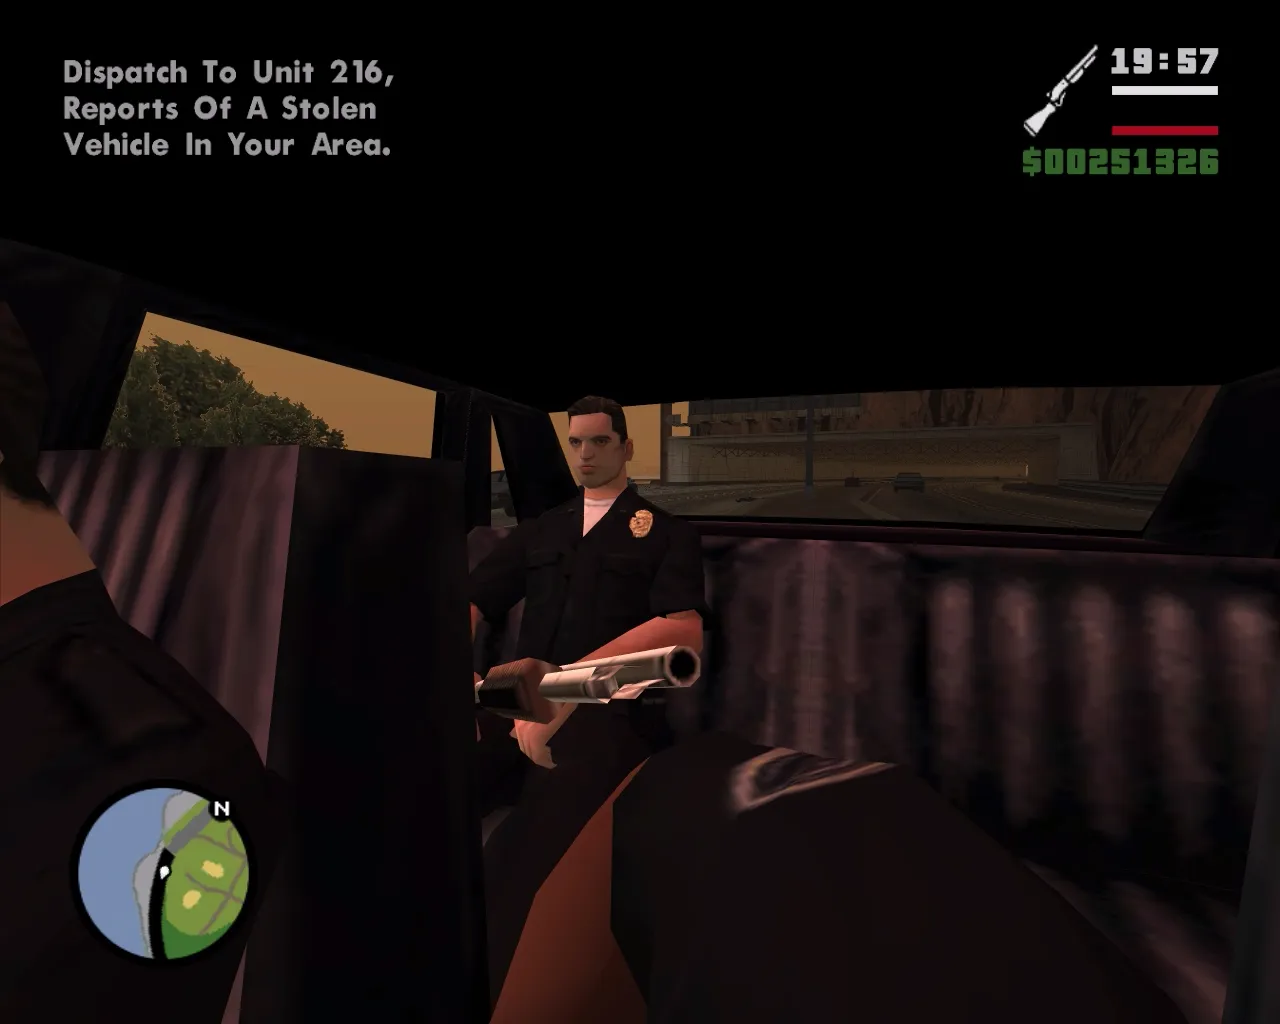 Dispatch To Unit 216,
Reports Of A Stolen
Vehicle In Your Area.
19:57
$00251326
N